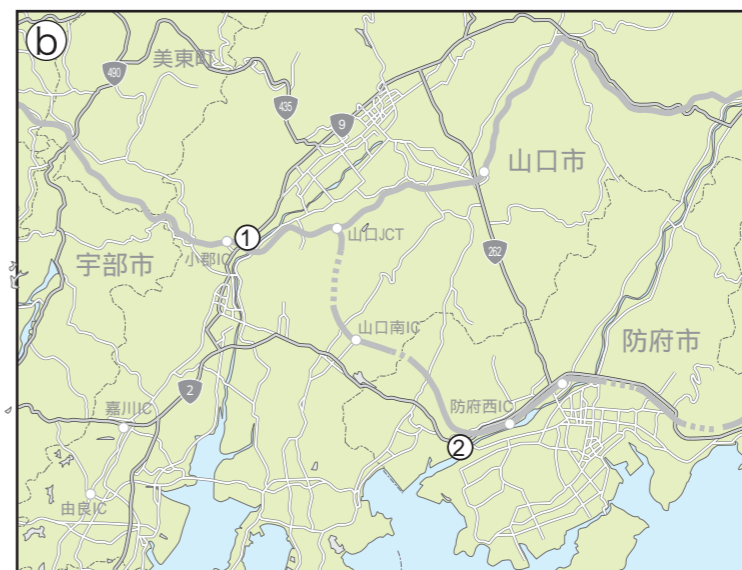 b
美東町
490
435
9
山口市
①
小郡IC
山口JCT
宇部市
262
山口南IC
防府市
2
嘉川IC
防府西IC
②
由良IC